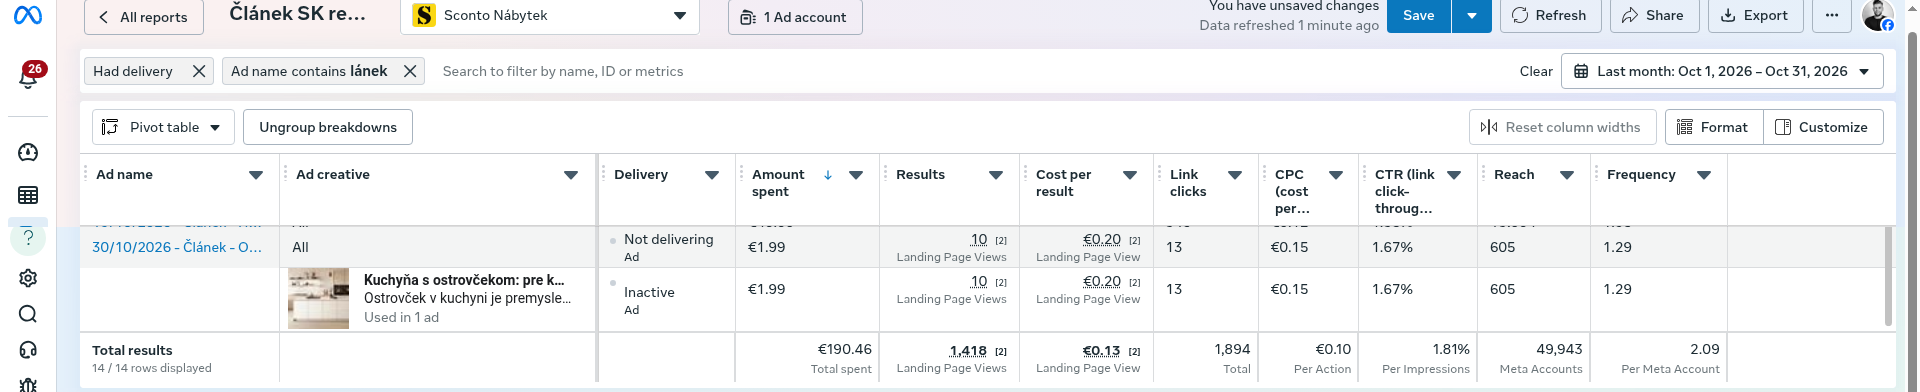 All reports
Článek SK re...
Sconto Nábytek
1 Ad account
You have unsaved changes
Data refreshed 1 minute ago
Save
Refresh
Share
Export
26
Had delivery
Ad name contains lánek
Search to filter by name, ID or metrics
Clear
Last month: Oct 1, 2026 – Oct 31, 2026
Pivot table
Ungroup breakdowns
Reset column widths
Format
Customize
Ad name
Ad creative
Delivery
Amount spent
Results
Cost per result
Link clicks
CPC (cost per...
CTR (link click-throug...
Reach
Frequency
30/10/2026 - Článek - O...
All
Not delivering
Ad
€1.99
10 [2]
Landing Page Views
€0.20 [2]
Landing Page View
13
€0.15
1.67%
605
1.29
Kuchyňa s ostrovčekom: pre k...
Ostrovček v kuchyni je premysle...
Used in 1 ad
Inactive
Ad
€1.99
10 [2]
Landing Page Views
€0.20 [2]
Landing Page View
13
€0.15
1.67%
605
1.29
Total results
14 / 14 rows displayed
€190.46
Total spent
1,418 [2]
Landing Page Views
€0.13 [2]
Landing Page View
1,894
Total
€0.10
Per Action
1.81%
Per Impressions
49,943
Meta Accounts
2.09
Per Meta Account